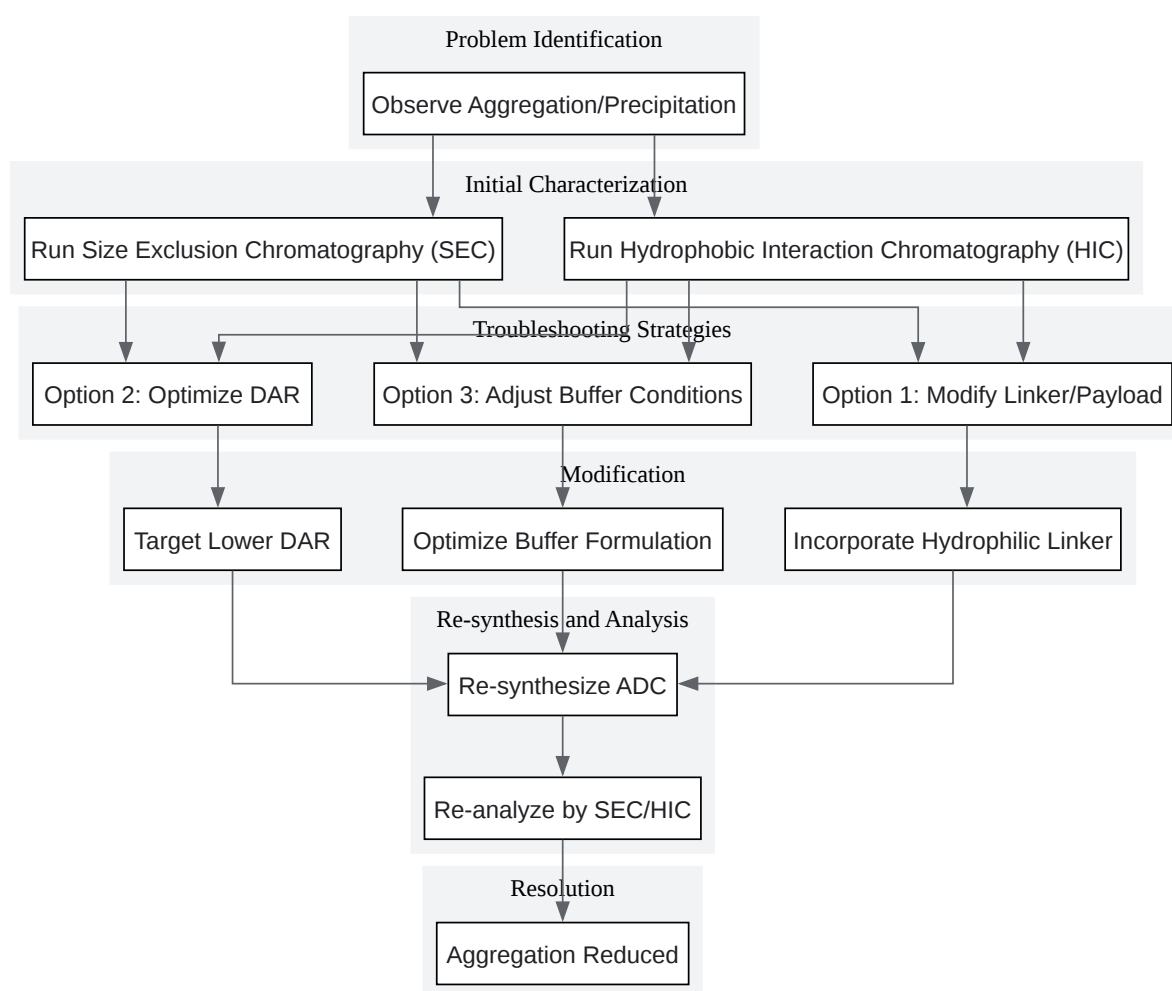 Problem Identification
Observe Aggregation/Precipitation
Initial Characterization
Run Size Exclusion Chromatography (SEC)
Run Hydrophobic Interaction Chromatography (HIC)
Troubleshooting Strategies
Option 2: Optimize DAR
Option 3: Adjust Buffer Conditions
Option 1: Modify Linker/Payload
Modification
Target Lower DAR
Optimize Buffer Formulation
Incorporate Hydrophilic Linker
Re-synthesis and Analysis
Re-synthesize ADC
Re-analyze by SEC/HIC
Resolution
Aggregation Reduced